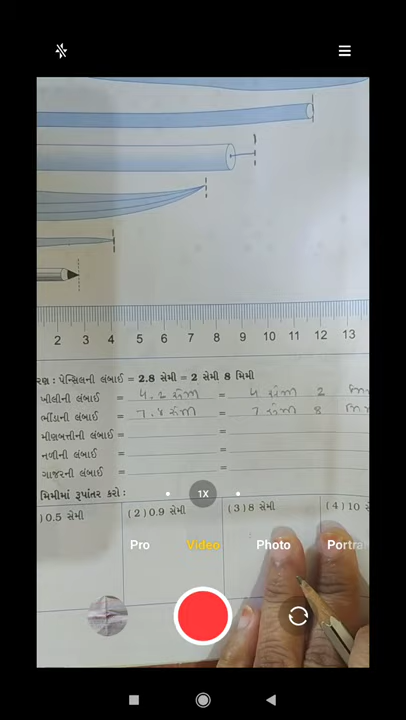 2 3 4 5 6 7 8 9 10 11 12 13
રણ : પેન્સિલની લંબાઈ = 2.8 સેમી = 2 સેમી 8 મિમી
ખીલીની લંબાઈ = 4.2 સેમી = 4 સેમી 2
ભીંડાની લંબાઈ = 7.8 સેમી = 7 સેમી 8
મીણબત્તીની લંબાઈ = =
નળીની લંબાઈ = =
ગાજરની લંબાઈ = =
મિમીમાં રૂપાંતર કરો :
1X
) 0.5 સેમી (2) 0.9 સેમી (3) 8 સેમી (4) 10
Pro Video Photo Portrai